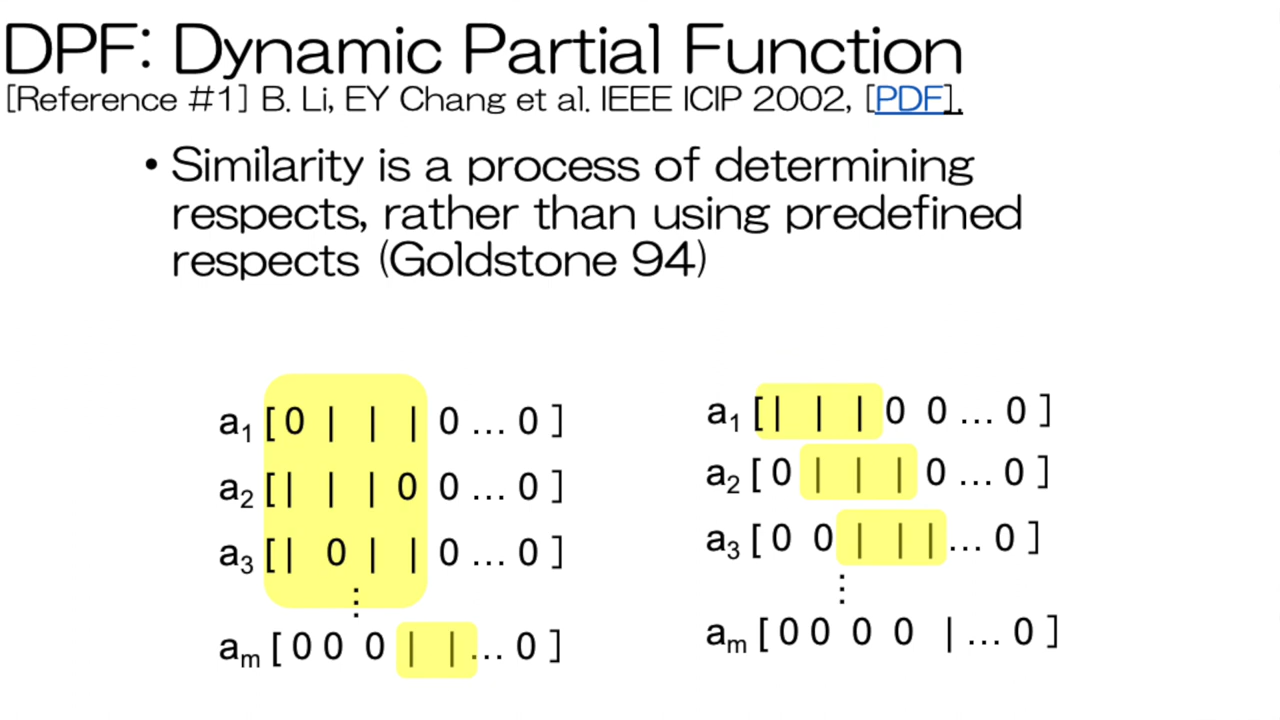 DPF: Dynamic Partial Function
[Reference #1] B. Li, EY Chang et al. IEEE ICIP 2002, [PDF].
• Similarity is a process of determining
respects, rather than using predefined
respects (Goldstone 94)
a1 [ 0 | | | 0 ... 0 ]
a2 [ | | | 0 0 ... 0 ]
a3 [ | 0 | | 0 ... 0 ]
⋮
am [ 0 0 0 | | ... 0 ]
a1 [ | | | 0 0 ... 0 ]
a2 [ 0 | | | 0 ... 0 ]
a3 [ 0 0 | | | ... 0 ]
⋮
am [ 0 0 0 0 | ... 0 ]